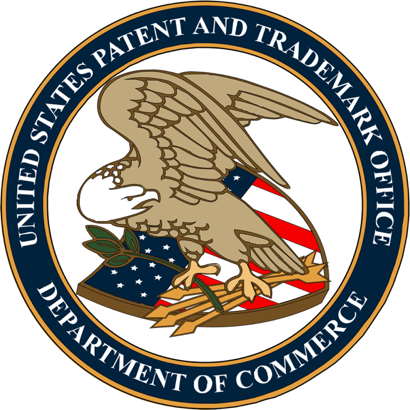 UNITED STATES PATENT AND TRADEMARK OFFICE
DEPARTMENT OF COMMERCE